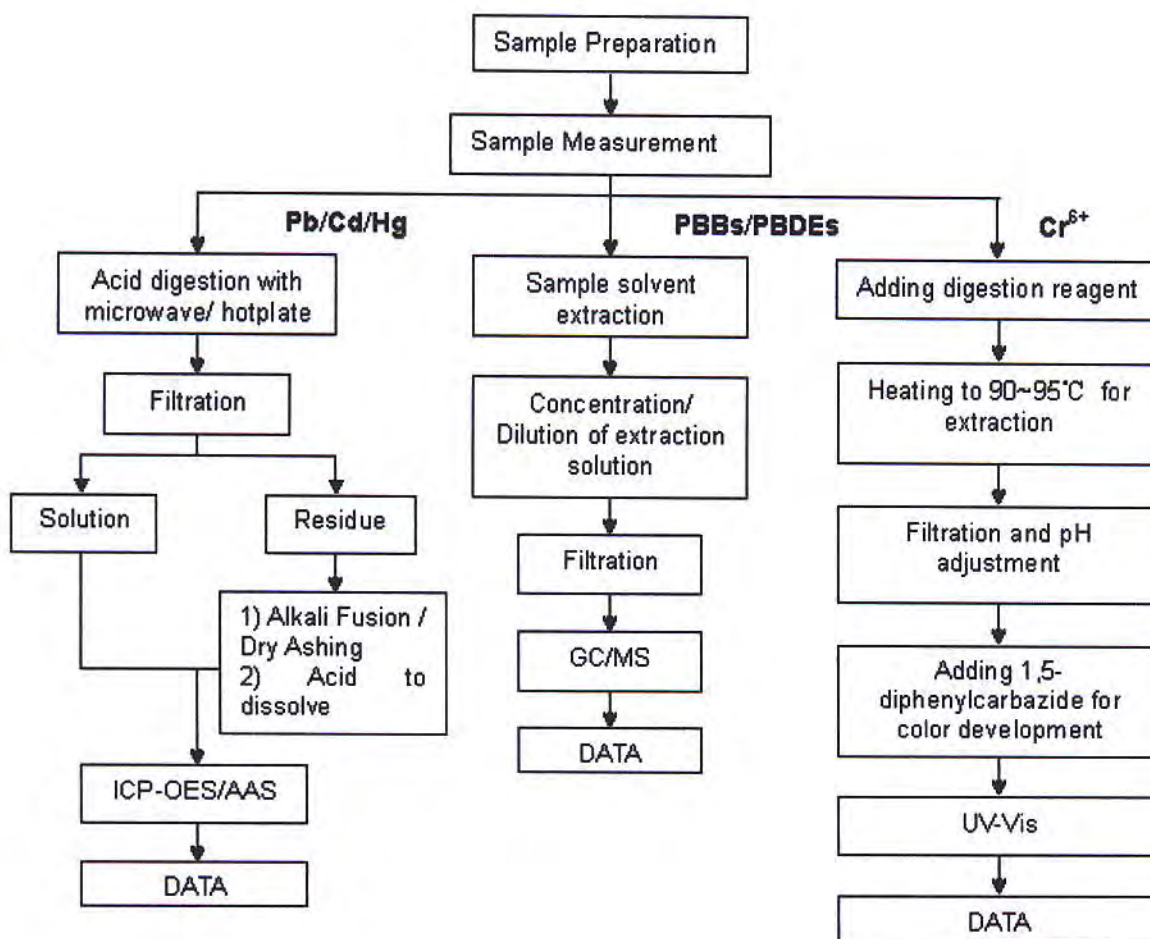 Sample Preparation
Sample Measurement
Pb/Cd/Hg
PBBs/PBDEs
Cr⁶⁺
Acid digestion with
microwave/ hotplate
Filtration
Solution
Residue
1) Alkali Fusion /
Dry Ashing
2) Acid to
dissolve
ICP-OES/AAS
DATA
Sample solvent
extraction
Concentration/
Dilution of extraction
solution
Filtration
GC/MS
DATA
Adding digestion reagent
Heating to 90~95°C for
extraction
Filtration and pH
adjustment
Adding 1,5-
diphenylcarbazide for
color development
UV-Vis
DATA